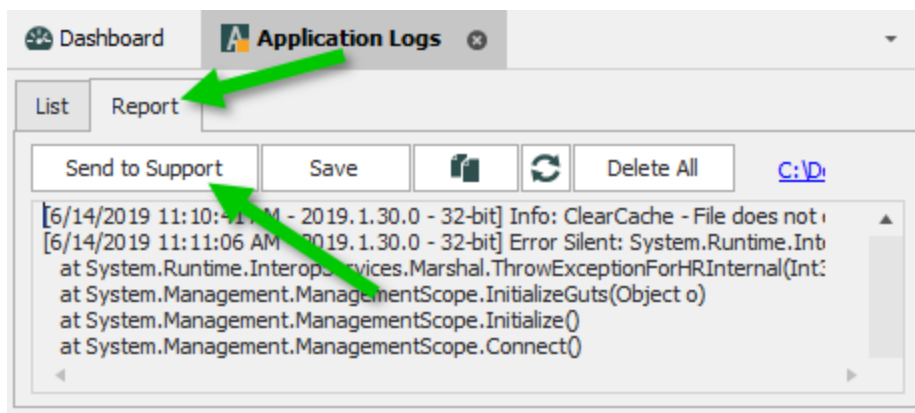 Dashboard Application Logs
List Report
Send to Support Save Delete All C:\D
[6/14/2019 11:10:41 AM - 2019.1.30.0 - 32-bit] Info: ClearCache - File does not
[6/14/2019 11:11:06 AM - 2019.1.30.0 - 32-bit] Error Silent: System.Runtime.Int
at System.Runtime.InteropServices.Marshal.ThrowExceptionForHRInternal(Int3
at System.Management.ManagementScope.InitializeGuts(Object o)
at System.Management.ManagementScope.Initialize()
at System.Management.ManagementScope.Connect()